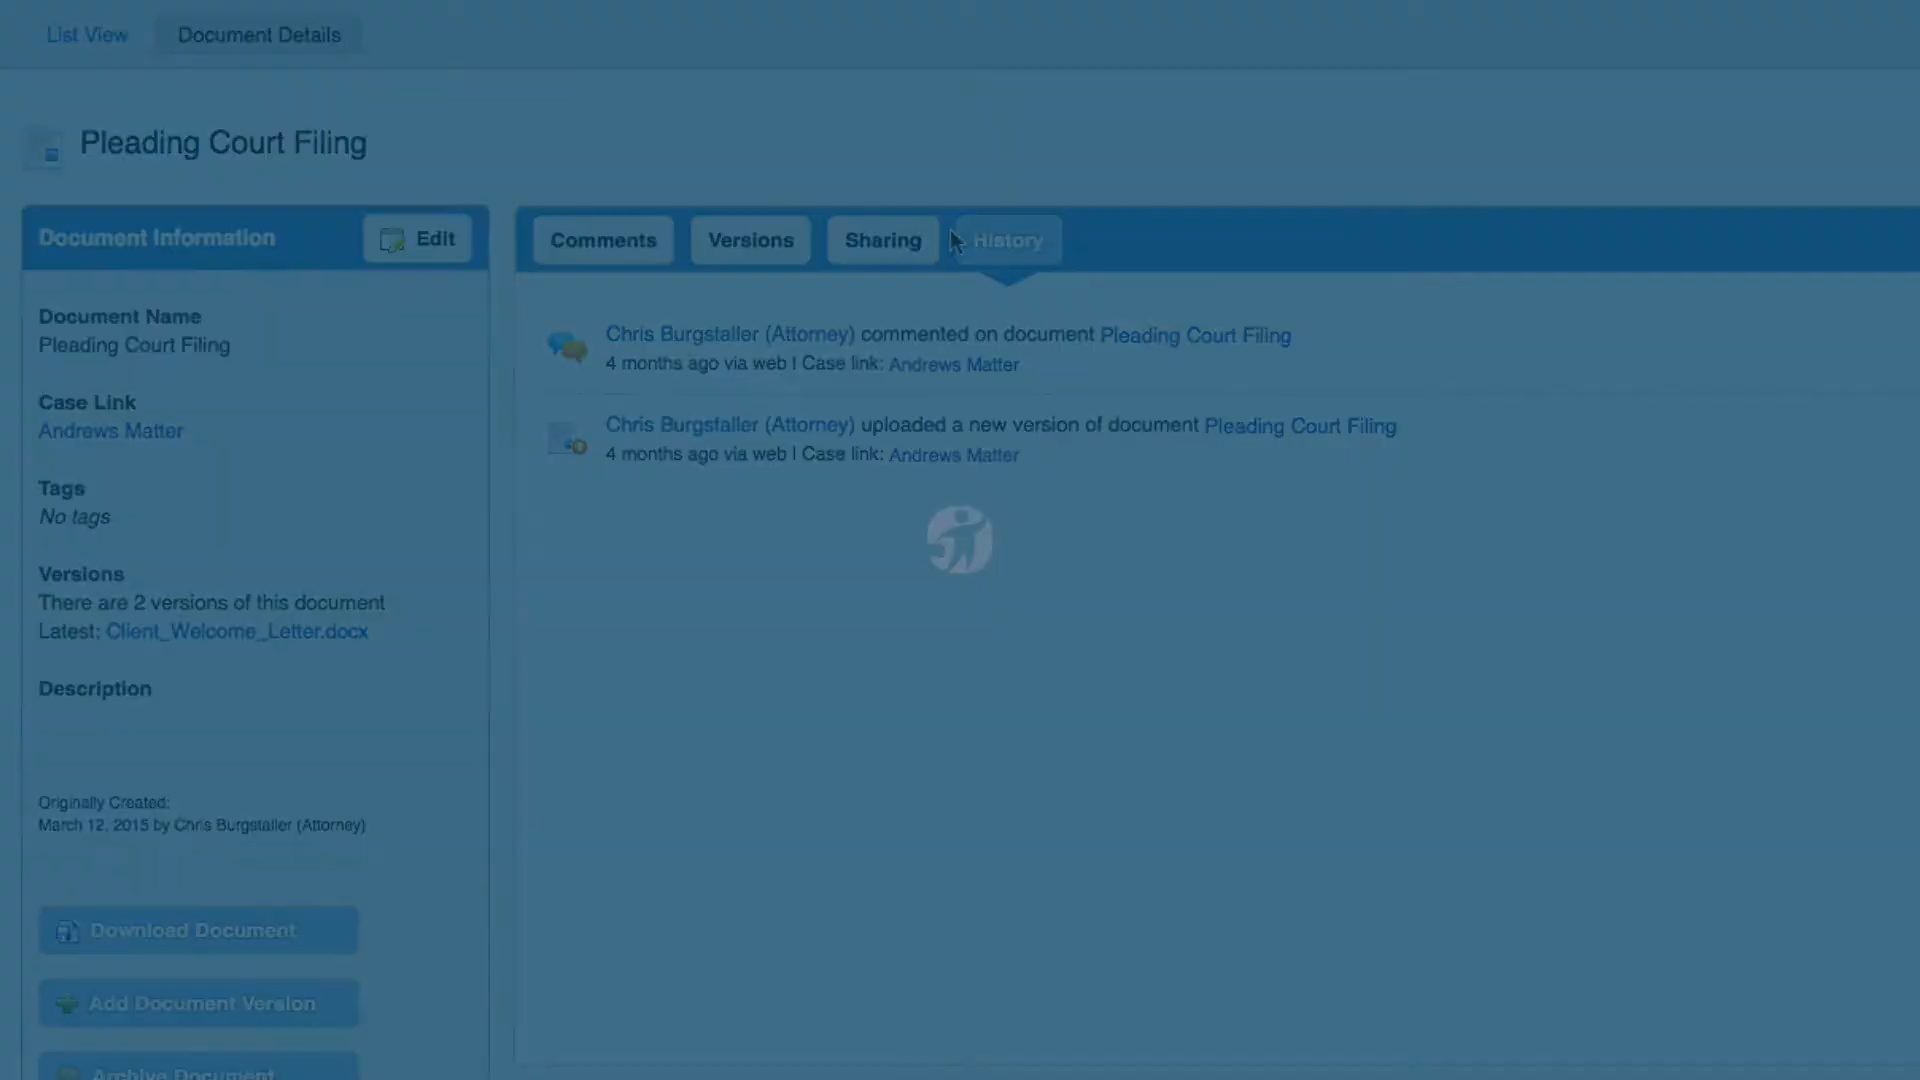 List View
Document Details
Pleading Court Filing
Document Information
Edit
Document Name
Pleading Court Filing
Case Link
Andrews Matter
Tags
No tags
Versions
There are 2 versions of this document
Latest: Client_Welcome_Letter.docx
Description
Originally Created:
March 12, 2015 by Chris Burgstaller (Attorney)
Download Document
Add Document Version
Archive Document
Comments
Versions
Sharing
History
Chris Burgstaller (Attorney) commented on document Pleading Court Filing
4 months ago via web | Case link: Andrews Matter
Chris Burgstaller (Attorney) uploaded a new version of document Pleading Court Filing
4 months ago via web | Case link: Andrews Matter